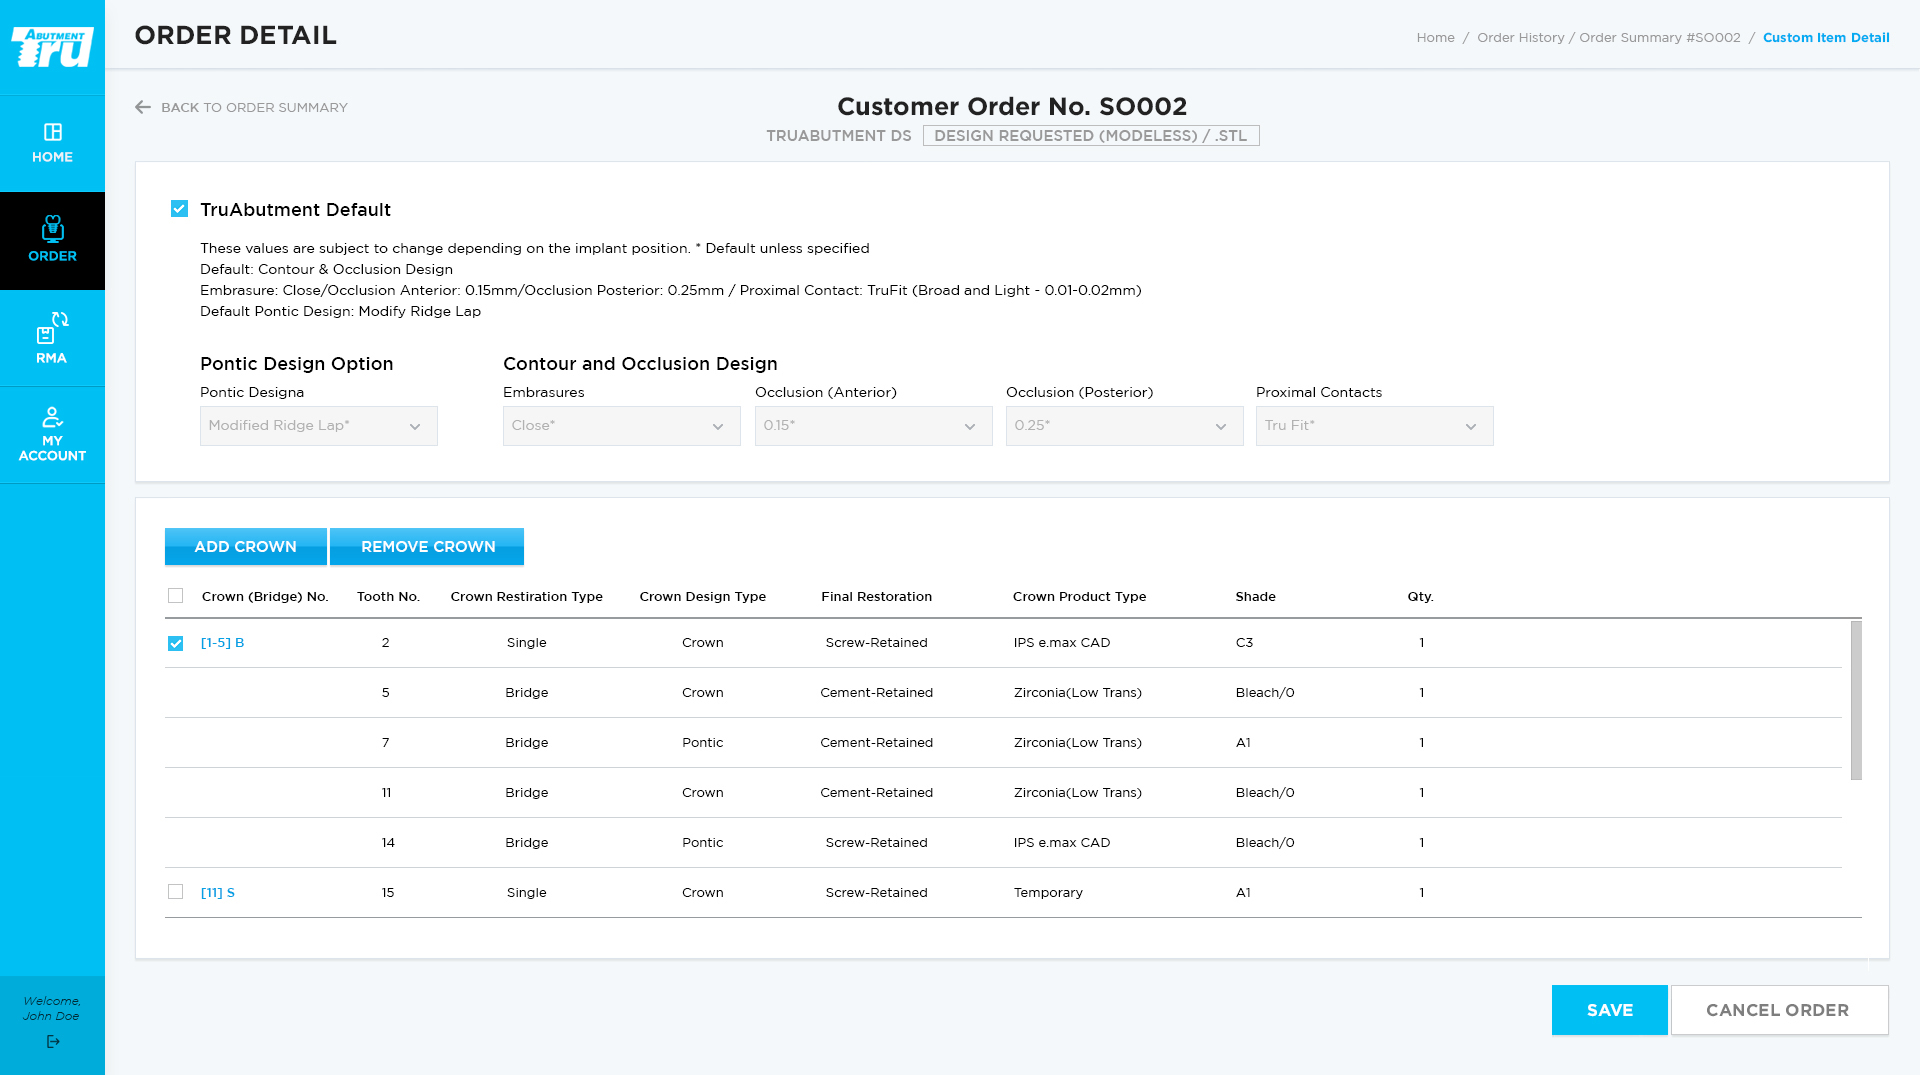 ABUTMENT
Tru
ORDER DETAIL
Home / Order History / Order Summary #SO002 / Custom Item Detail
HOME
ORDER
RMA
MY
ACCOUNT
Welcome,
John Doe
BACK TO ORDER SUMMARY
Customer Order No. SO002
TRUABUTMENT DS DESIGN REQUESTED (MODELESS) / .STL
TruAbutment Default
These values are subject to change depending on the implant position. * Default unless specified
Default: Contour & Occlusion Design
Embrasure: Close/Occlusion Anterior: 0.15mm/Occlusion Posterior: 0.25mm / Proximal Contact: TruFit (Broad and Light - 0.01-0.02mm)
Default Pontic Design: Modify Ridge Lap
Pontic Design Option Contour and Occlusion Design
Pontic Designa Embrasures Occlusion (Anterior) Occlusion (Posterior) Proximal Contacts
Modified Ridge Lap* Close* 0.15* 0.25* Tru Fit*
ADD CROWN REMOVE CROWN
Crown (Bridge) No. Tooth No. Crown Restiration Type Crown Design Type Final Restoration Crown Product Type Shade Qty.
[1-5] B 2 Single Crown Screw-Retained IPS e.max CAD C3 1
5 Bridge Crown Cement-Retained Zirconia(Low Trans) Bleach/0 1
7 Bridge Pontic Cement-Retained Zirconia(Low Trans) A1 1
11 Bridge Crown Cement-Retained Zirconia(Low Trans) Bleach/0 1
14 Bridge Pontic Screw-Retained IPS e.max CAD Bleach/0 1
[11] S 15 Single Crown Screw-Retained Temporary A1 1
SAVE CANCEL ORDER